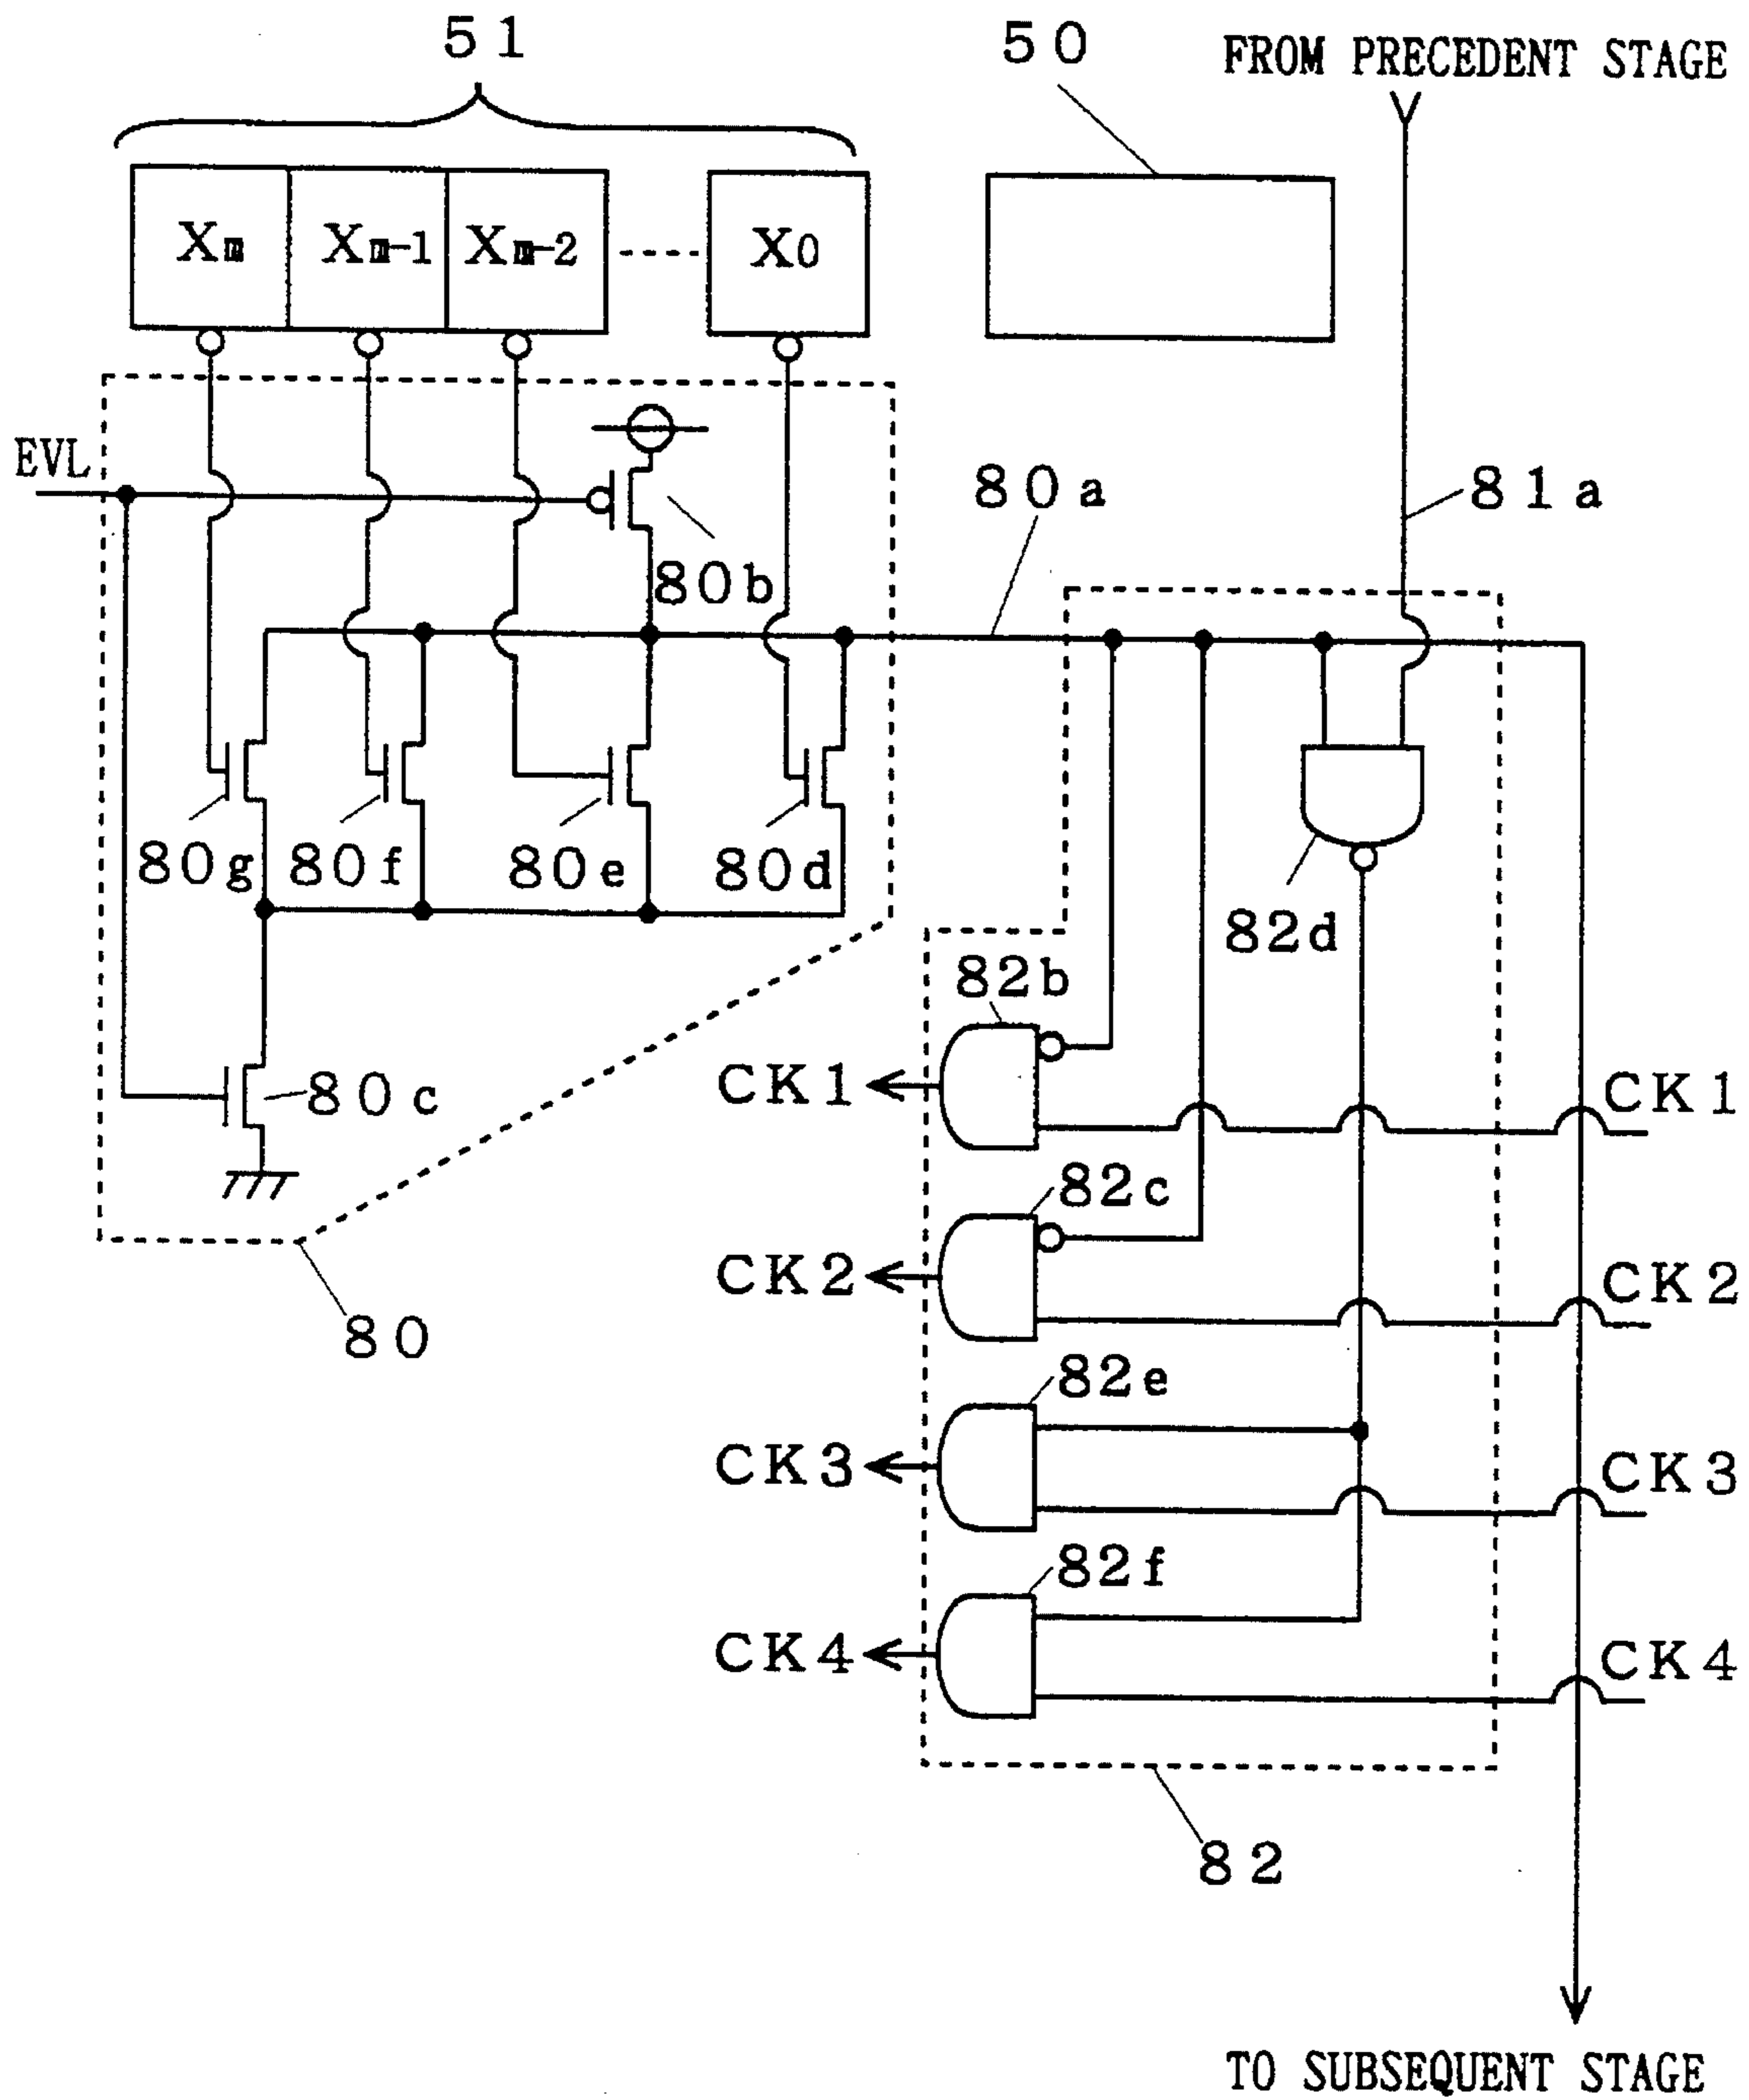 51
50
FROM PRECEDENT STAGE
Xm
Xm-1
Xm-2
X0
EVL
80a
81a
80b
80g
80f
80e
80d
82d
82b
80c
CK1
CK1
82c
CK2
CK2
80
82e
CK3
CK3
82f
CK4
CK4
82
TO SUBSEQUENT STAGE